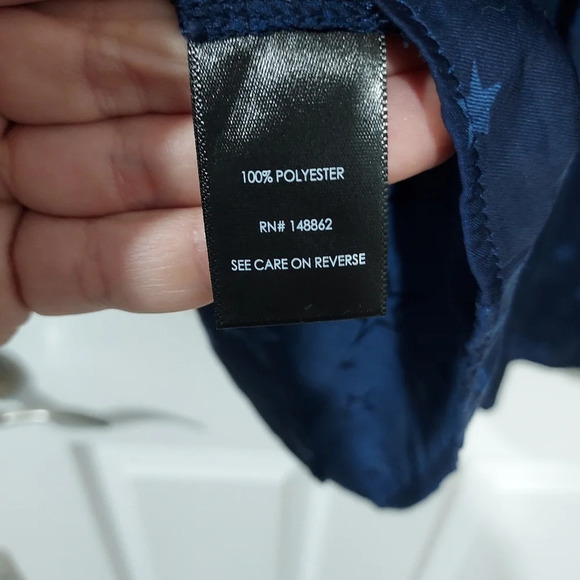 100% POLYESTER
RN# 148862
SEE CARE ON REVERSE